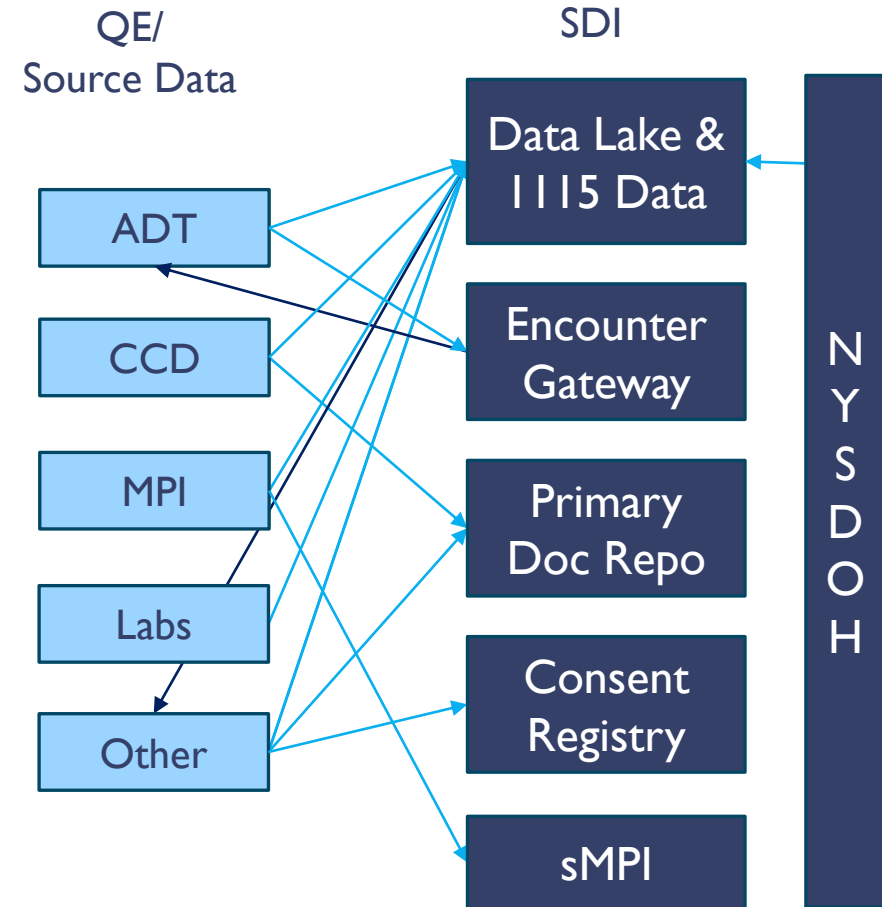 QE/
Source Data
SDI
ADT
CCD
MPI
Labs
Other
Data Lake &
1115 Data
Encounter
Gateway
Primary
Doc Repo
Consent
Registry
sMPI
N
Y
S
D
O
H